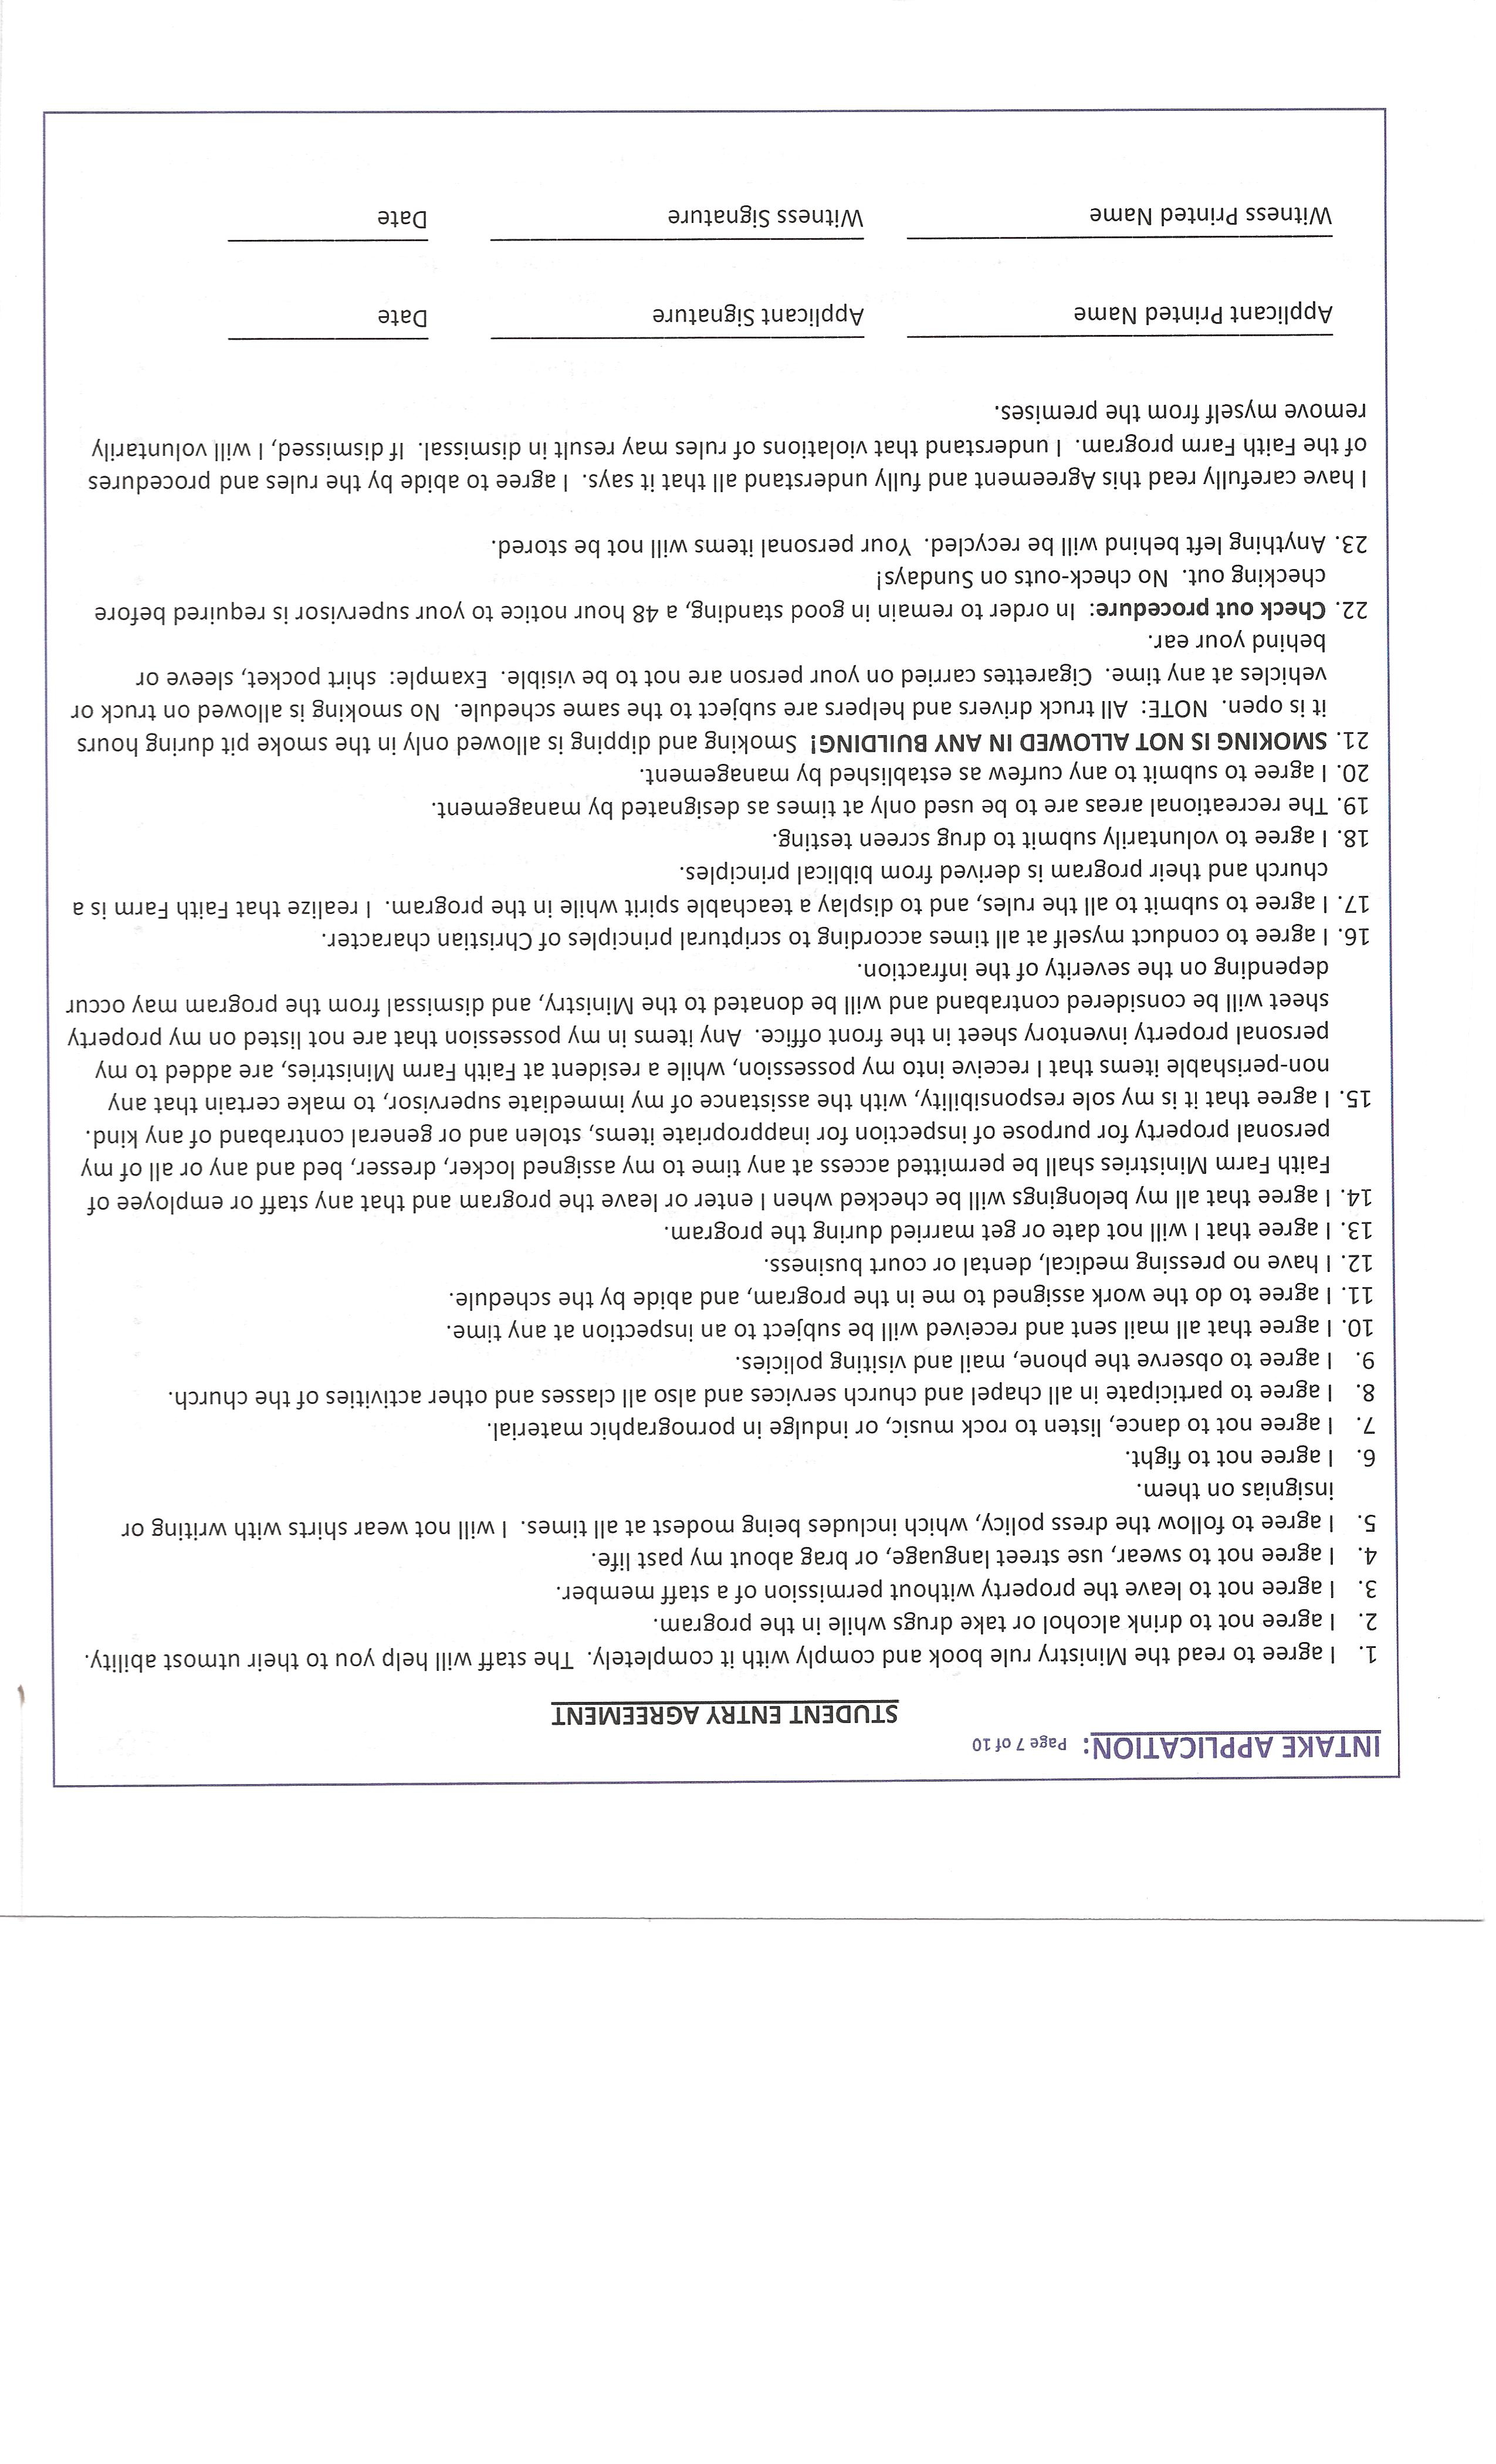 INTAKE APPLICATION: Page 7 of 10
STUDENT ENTRY AGREEMENT
1. I agree to read the Ministry rule book and comply with it completely. The staff will help you to their utmost ability.
2. I agree not to drink alcohol or take drugs while in the program.
3. I agree not to leave the property without permission of a staff member.
4. I agree not to swear, use street language, or brag about my past life.
5. I agree to follow the dress policy, which includes being modest at all times. I will not wear shirts with writing or
insignias on them.
6. I agree not to fight.
7. I agree not to dance, listen to rock music, or indulge in pornographic material.
8. I agree to participate in all chapel and church services and also all classes and other activities of the church.
9. I agree to observe the phone, mail and visiting policies.
10. I agree that all mail sent and received will be subject to an inspection at any time.
11. I agree to do the work assigned to me in the program, and abide by the schedule.
12. I have no pressing medical, dental or court business.
13. I agree that I will not date or get married during the program.
14. I agree that all my belongings will be checked when I enter or leave the program and that any staff or employee of
Faith Farm Ministries shall be permitted access at any time to my assigned locker, dresser, bed and any or all of my
personal property for purpose of inspection for inappropriate items, stolen and or general contraband of any kind.
15. I agree that it is my sole responsibility, with the assistance of my immediate supervisor, to make certain that any
non-perishable items that I receive into my possession, while a resident at Faith Farm Ministries, are added to my
personal property inventory sheet in the front office. Any items in my possession that are not listed on my property
sheet will be considered contraband and will be donated to the Ministry, and dismissal from the program may occur
depending on the severity of the infraction.
16. I agree to conduct myself at all times according to scriptural principles of Christian character.
17. I agree to submit to all the rules, and to display a teachable spirit while in the program. I realize that Faith Farm is a
church and their program is derived from biblical principles.
18. I agree to voluntarily submit to drug screen testing.
19. The recreational areas are to be used only at times as designated by management.
20. I agree to submit to any curfew as established by management.
21. SMOKING IS NOT ALLOWED IN ANY BUILDING! Smoking and dipping is allowed only in the smoke pit during hours
it is open. NOTE: All truck drivers and helpers are subject to the same schedule. No smoking is allowed on truck or
vehicles at any time. Cigarettes carried on your person are not to be visible. Example: shirt pocket, sleeve or
behind your ear.
22. Check out procedure: In order to remain in good standing, a 48 hour notice to your supervisor is required before
checking out. No check-outs on Sundays!
23. Anything left behind will be recycled. Your personal items will not be stored.
I have carefully read this Agreement and fully understand all that it says. I agree to abide by the rules and procedures
of the Faith Farm program. I understand that violations of rules may result in dismissal. If dismissed, I will voluntarily
remove myself from the premises.
Applicant Printed Name Applicant Signature Date
Witness Printed Name Witness Signature Date